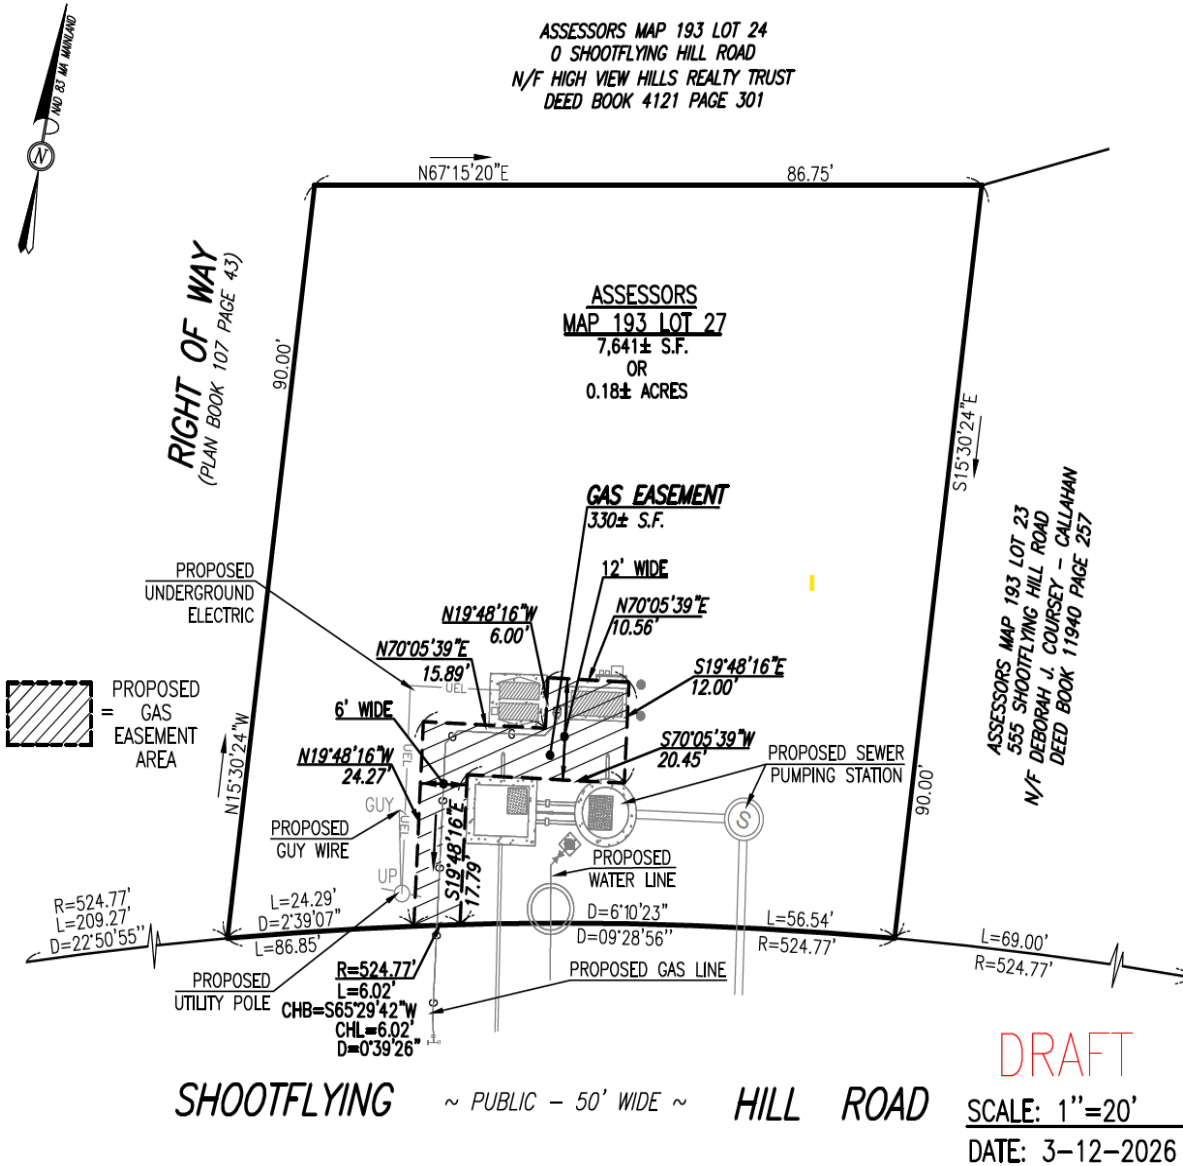 NAD 83 MA MAINLAND
N
ASSESSORS MAP 193 LOT 24
0 SHOOTFLYING HILL ROAD
N/F HIGH VIEW HILLS REALTY TRUST
DEED BOOK 4121 PAGE 301
N67°15'20"E
86.75'
RIGHT OF WAY
(PLAN BOOK 107 PAGE 43)
90.00'
N15°30'24"W
ASSESSORS
MAP 193 LOT 27
7,641± S.F.
OR
0.18± ACRES
S15°30'24"E
90.00'
ASSESSORS MAP 193 LOT 23
555 SHOOTFLYING HILL ROAD
N/F DEBORAH J. COURSEY - CALLAHAN
DEED BOOK 11940 PAGE 257
GAS EASEMENT
330± S.F.
12' WIDE
PROPOSED
UNDERGROUND
ELECTRIC
N19°48'16"W
6.00'
N70°05'39"E
10.56'
N70°05'39"E
15.89'
S19°48'16"E
12.00'
UEL
= PROPOSED
GAS
EASEMENT
AREA
6' WIDE
G
G
G
S70°05'39"W
20.45'
PROPOSED SEWER
PUMPING STATION
N19°48'16"W
24.27'
UEL
GUY
UEL
G
S
PROPOSED
GUY WIRE
S19°48'16"E
17.79'
G
PROPOSED
WATER LINE
UP
R=524.77'
L=209.27'
D=22°50'55"
L=24.29'
D=2°39'07"
L=86.85'
D=6°10'23"
D=09°28'56"
L=56.54'
R=524.77'
L=69.00'
R=524.77'
PROPOSED
UTILITY POLE
R=524.77'
L=6.02'
CHB=S65°29'42"W
CHL=6.02'
D=0°39'26"
G
G
PROPOSED GAS LINE
SHOOTFLYING ~ PUBLIC - 50' WIDE ~ HILL ROAD
DRAFT
SCALE: 1"=20'
DATE: 3-12-2026